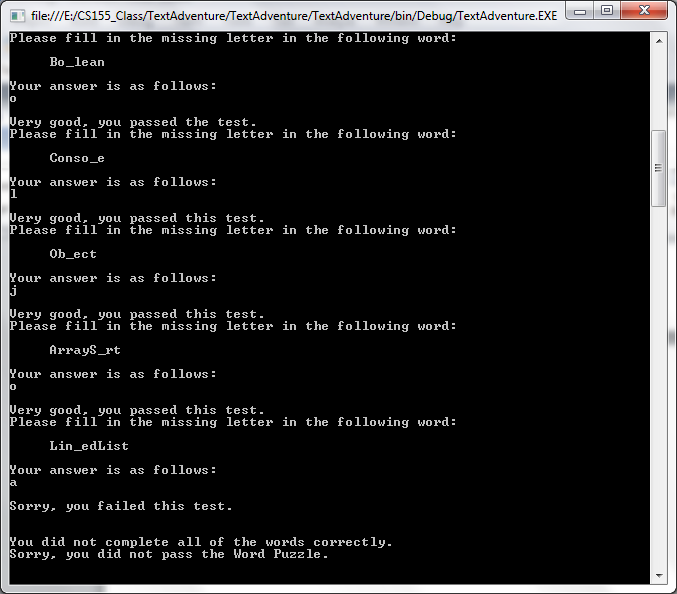 file:///E:/CS155_Class/TextAdventure/TextAdventure/TextAdventure/bin/Debug/TextAdventure.EXE
Please fill in the missing letter in the following word:
Bo_lean
Your answer is as follows:
o
Very good, you passed the test.
Please fill in the missing letter in the following word:
Conso_e
Your answer is as follows:
l
Very good, you passed this test.
Please fill in the missing letter in the following word:
Ob_ect
Your answer is as follows:
j
Very good, you passed this test.
Please fill in the missing letter in the following word:
ArrayS_rt
Your answer is as follows:
o
Very good, you passed this test.
Please fill in the missing letter in the following word:
Lin_edList
Your answer is as follows:
a
Sorry, you failed this test.
You did not complete all of the words correctly.
Sorry, you did not pass the Word Puzzle.